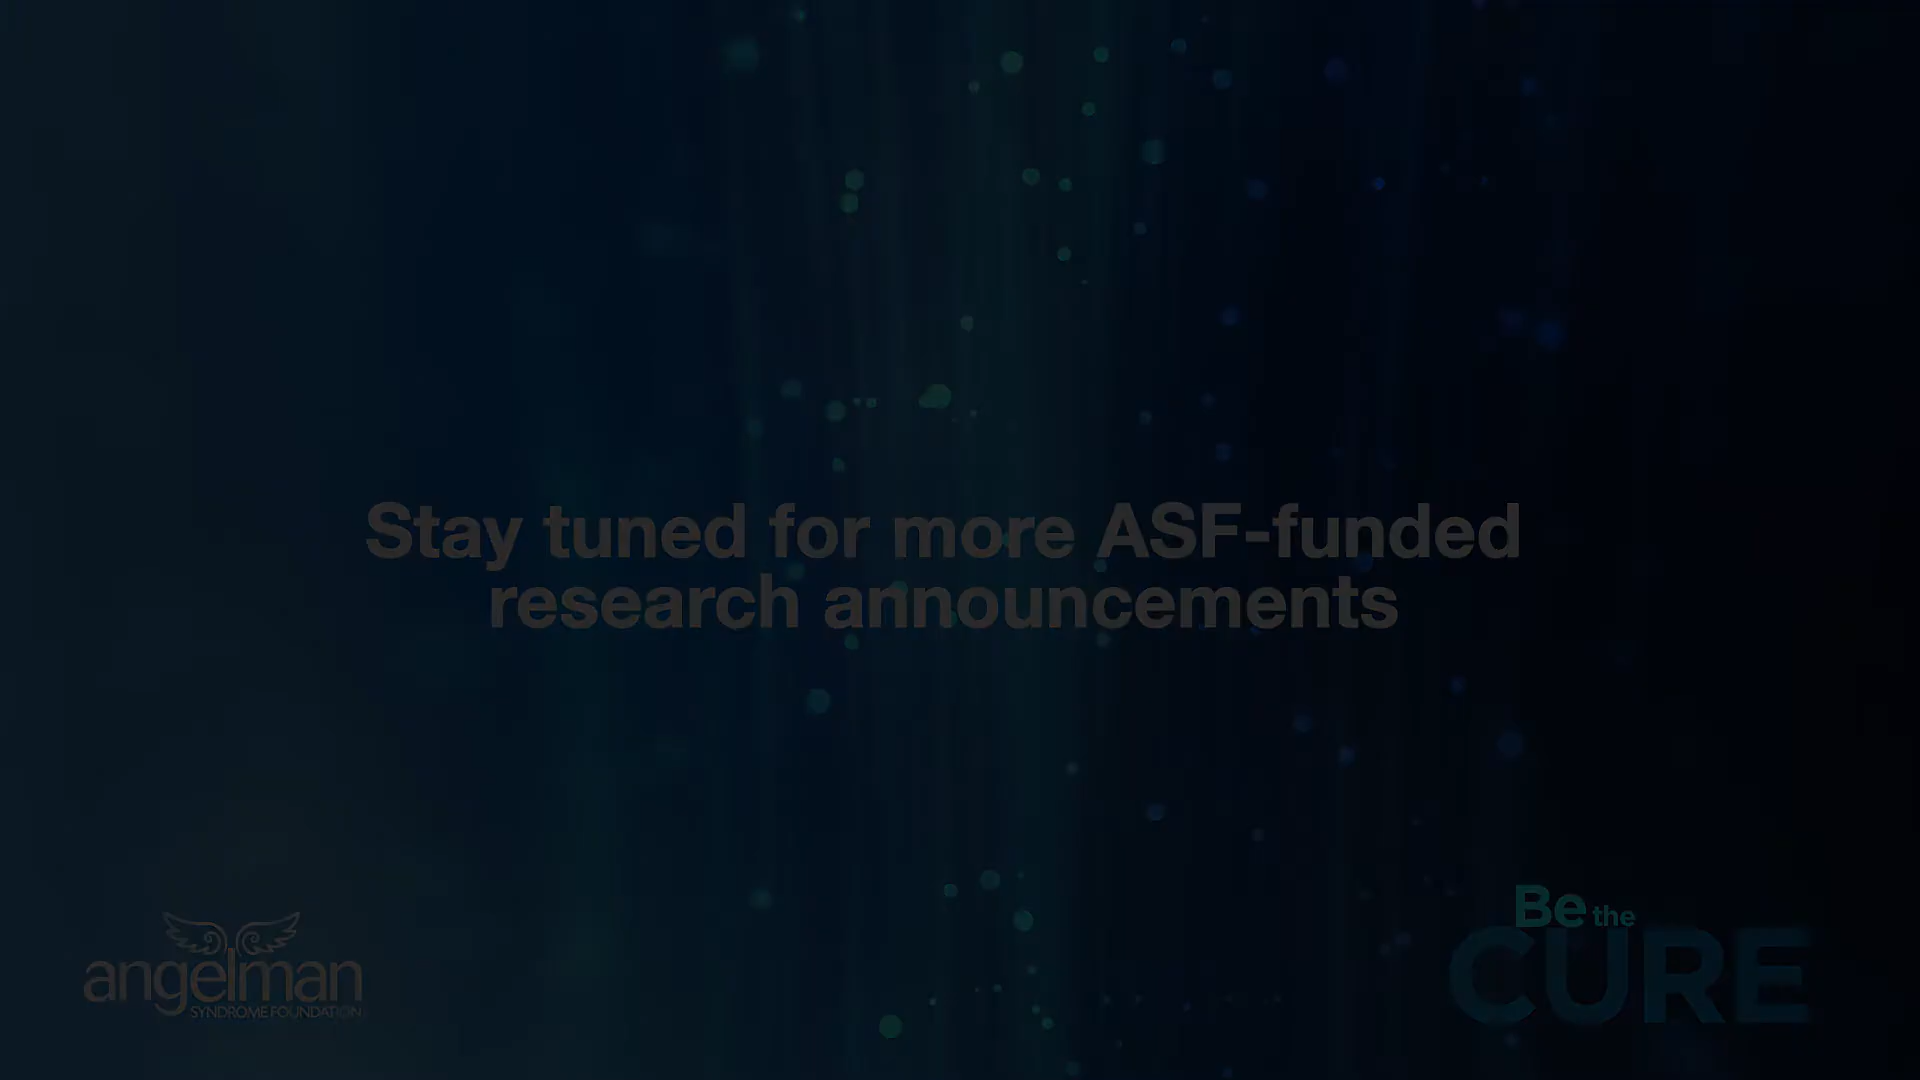 Stay tuned for more ASF-funded
research announcements
angelman
SYNDROME FOUNDATION
Be the
CURE